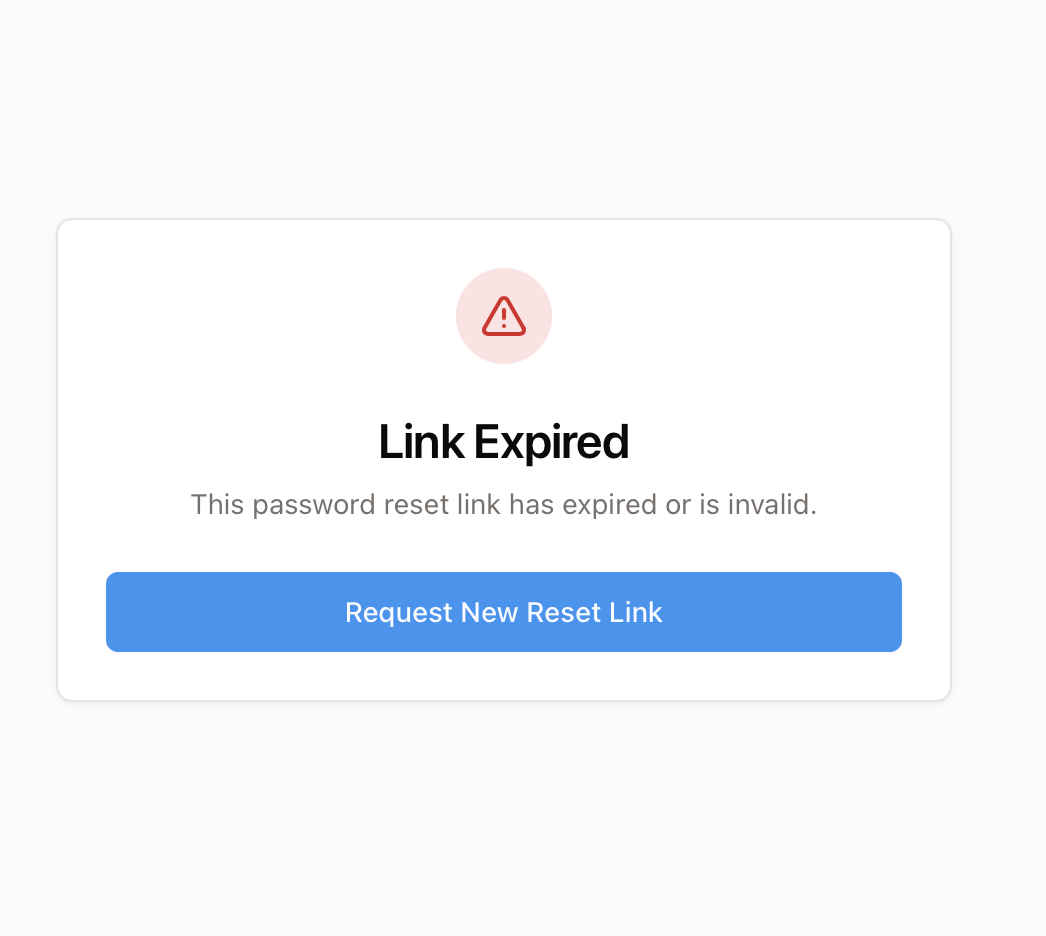 Link Expired
This password reset link has expired or is invalid.
Request New Reset Link